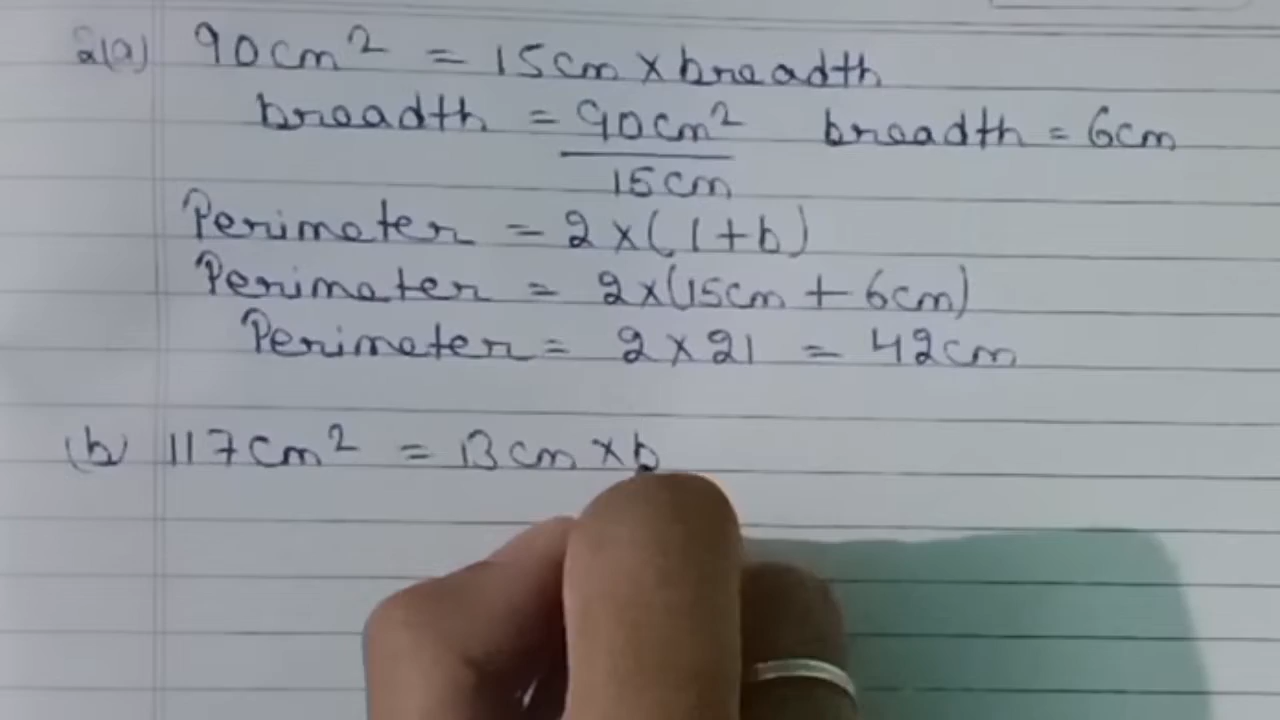 2(a) 90cm² = 15cm × breadth
breadth = 90cm² breadth = 6cm
15cm
Perimeter = 2×(l+b)
Perimeter = 2×(15cm + 6cm)
Perimeter = 2×21 = 42cm
(b) 117cm² = 13cm × b